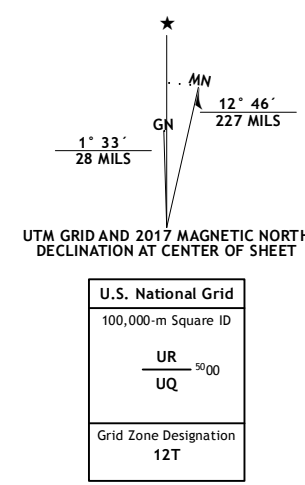 ★
MN
GN
12° 46´
227 MILS
1° 33´
28 MILS
UTM GRID AND 2017 MAGNETIC NORTH
DECLINATION AT CENTER OF SHEET
U.S. National Grid
100,000-m Square ID
UR
5000
UQ
Grid Zone Designation
12T